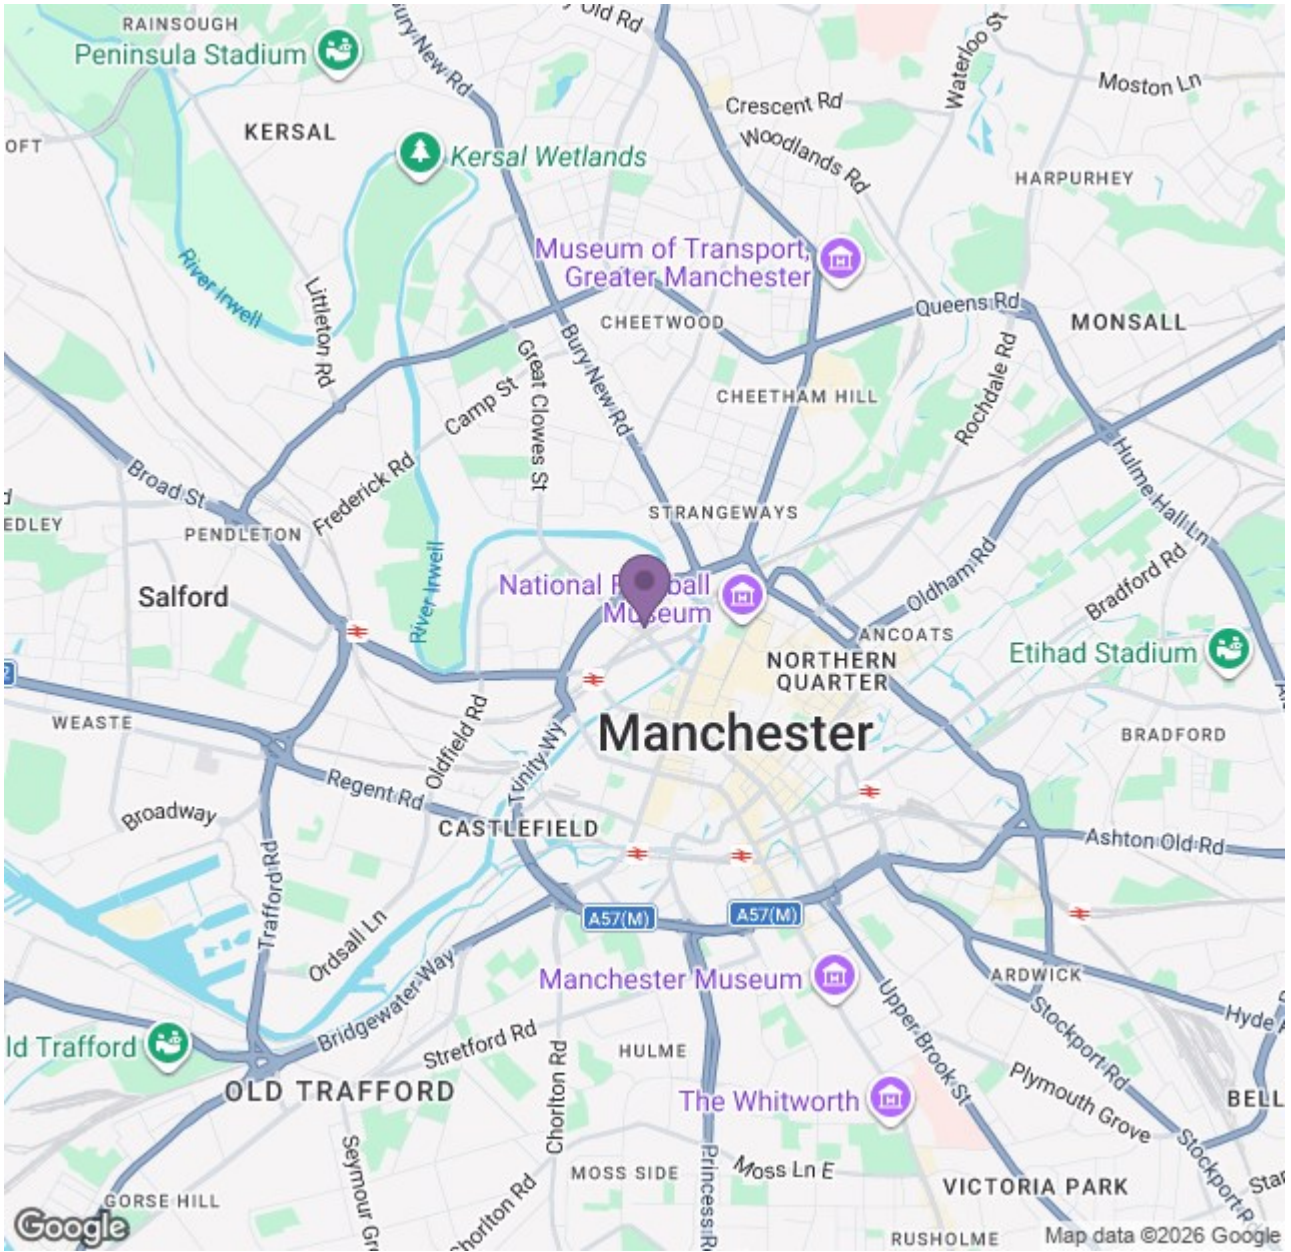 RAINSOUGH
Peninsula Stadium
Bury New Rd
Old Rd
Waterloo St
Moston Ln
Crescent Rd
Woodlands Rd
KERSAL
OFT
Kersal Wetlands
HARPURHEY
Museum of Transport,
Greater Manchester
River Irwell
Littleton Rd
Queens Rd
CHEETWOOD
MONSALL
Great Clowes St
Bury New Rd
Rochdale Rd
Camp St
CHEETHAM HILL
Broad St
Frederick Rd
Hulme Hall Ln
EDLEY
PENDLETON
STRANGEWAYS
River Irwell
Oldham Rd
Bradford Rd
Salford
National
Museum
ANCOATS
Etihad Stadium
NORTHERN
QUARTER
2
WEASTE
Oldfield Rd
Trinity Wy
Manchester
BRADFORD
Regent Rd
Broadway
CASTLEFIELD
Ashton Old Rd
Trafford Rd
Ordsall Ln
A57(M)
A57(M)
Bridgewater Way
Manchester Museum
ARDWICK
Upper Brook St
Hyde
ld Trafford
Stretford Rd
Chorlton Rd
HULME
Stockport Rd
OLD TRAFFORD
The Whitworth
Plymouth Grove
BELL
Seymour Gr
Princess R
MOSS SIDE
Moss Ln E
Stockport Rd
VICTORIA PARK
Star
GORSE HILL
Chorlton Rd
Google
RUSHOLME
Map data ©2026 Google